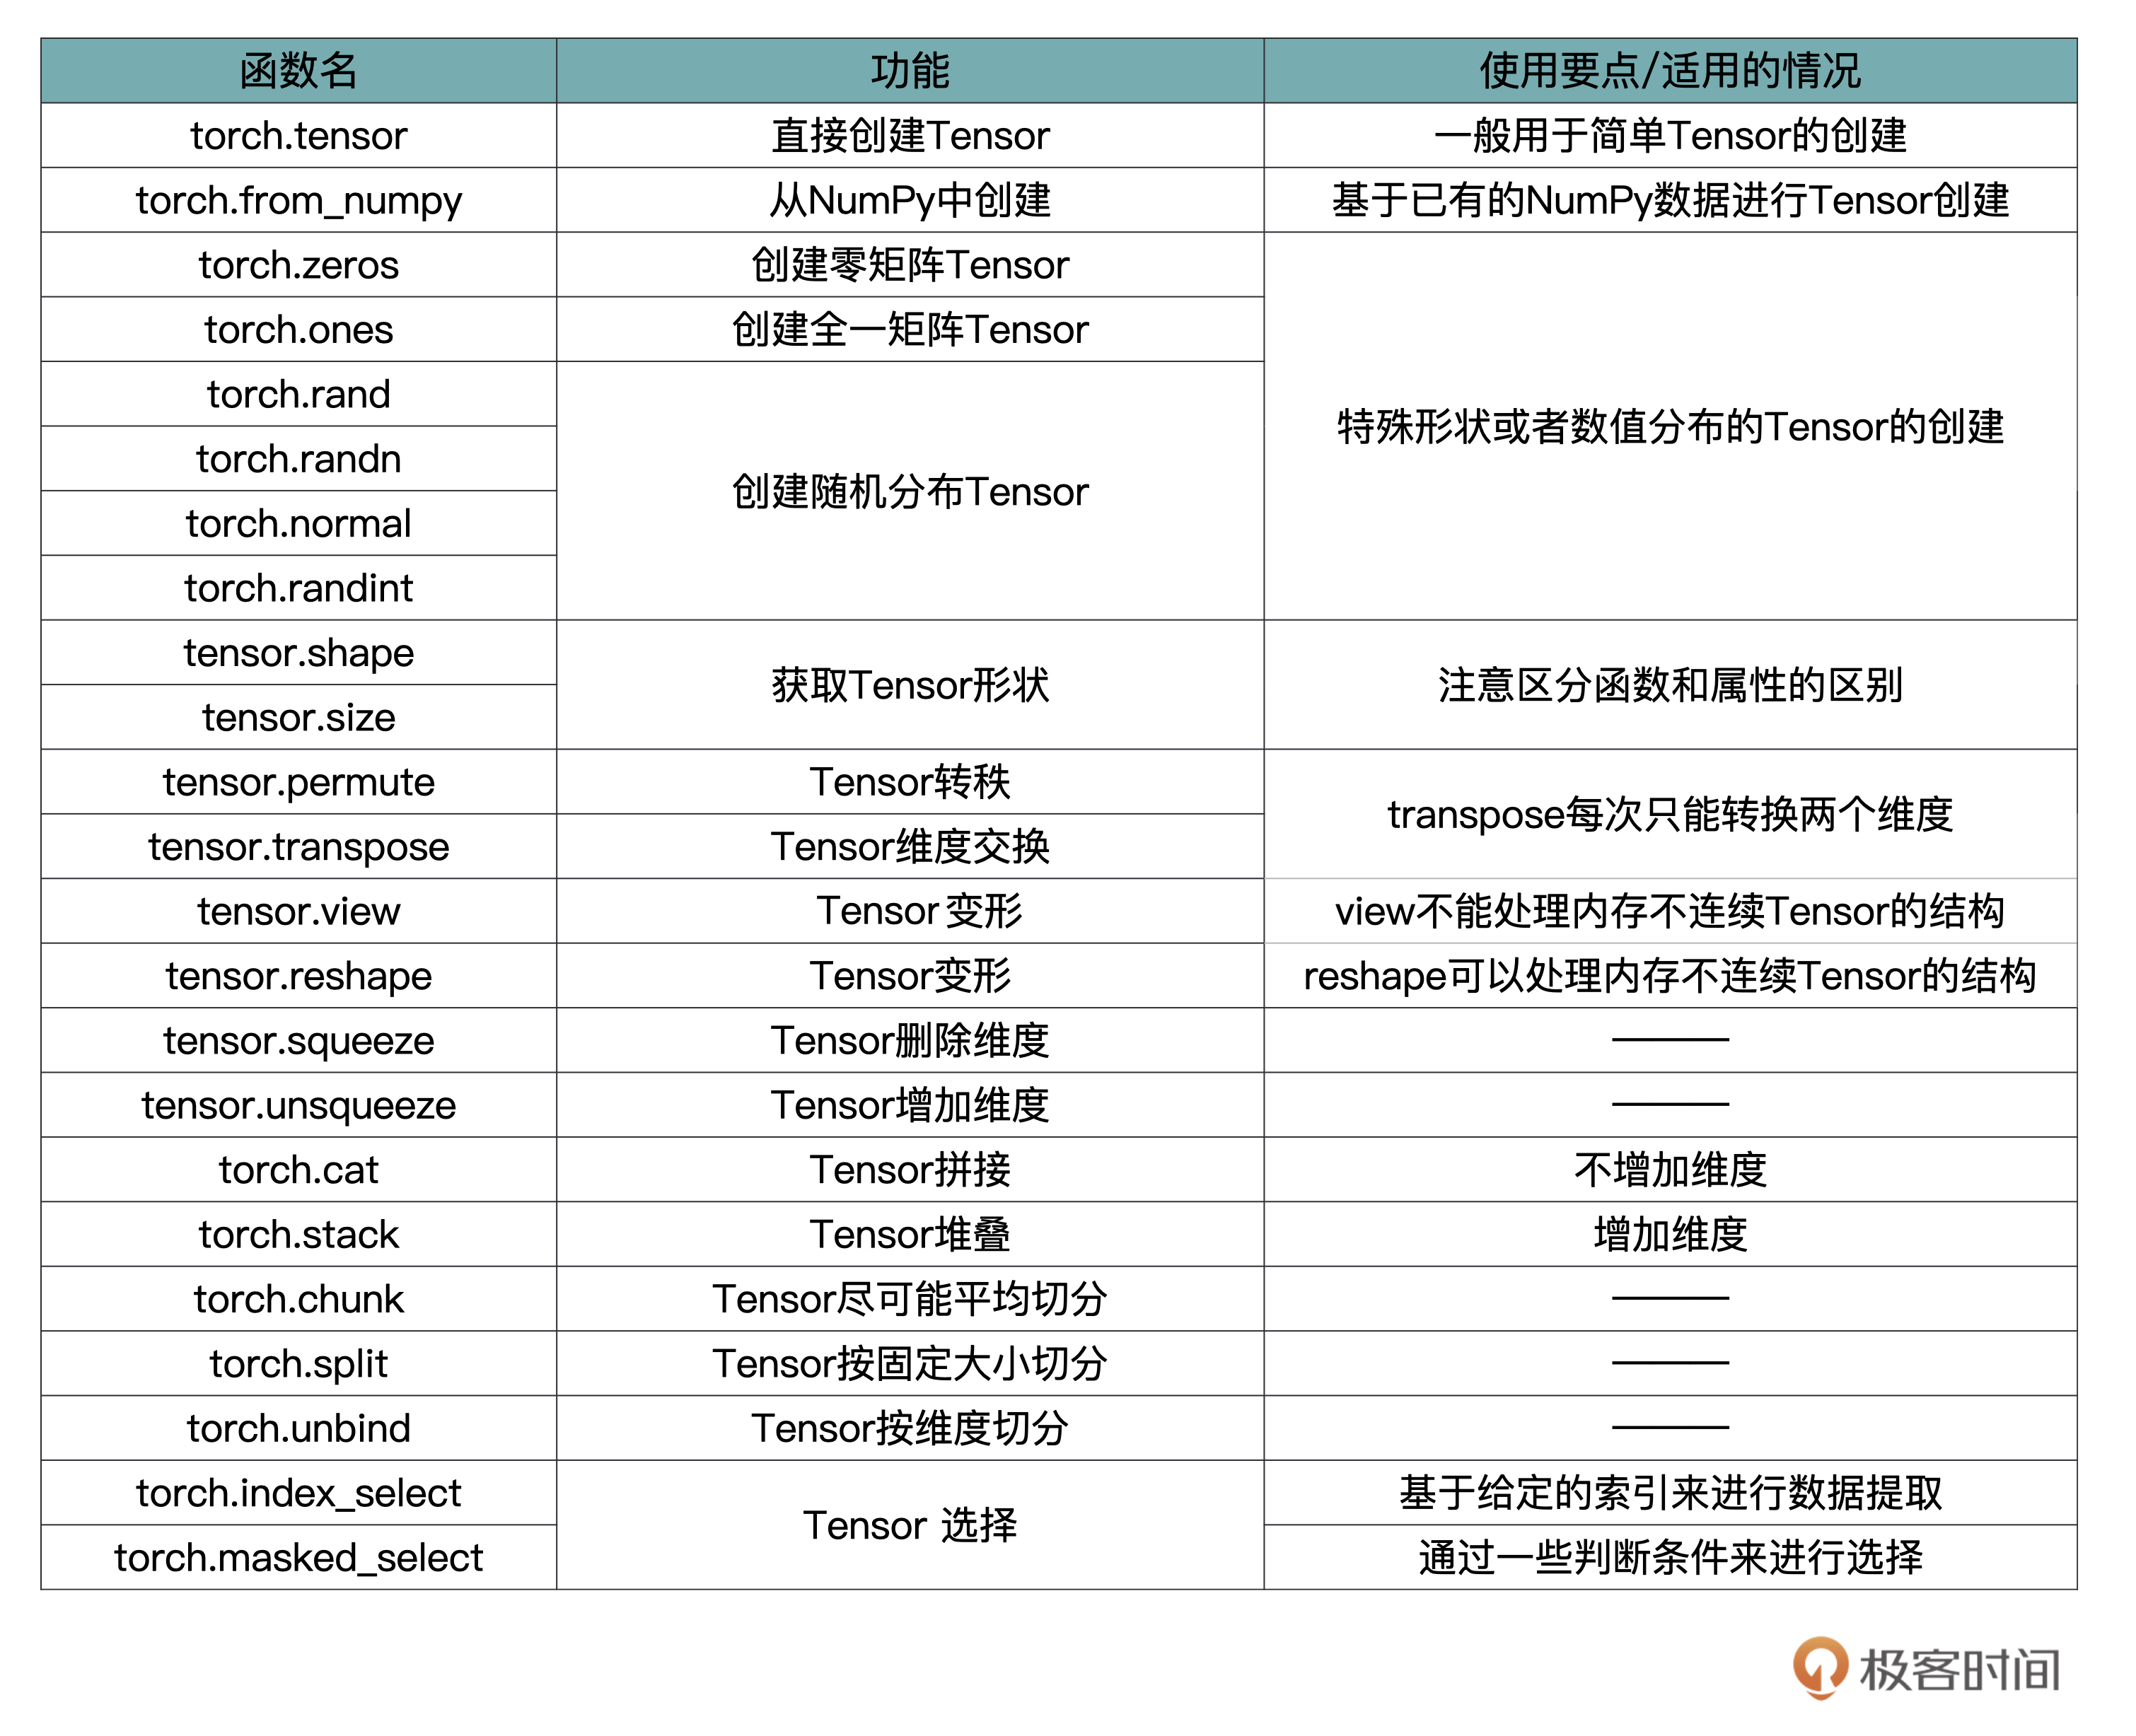 函数名 功能 使用要点/适用的情况
torch.tensor 直接创建Tensor 一般用于简单Tensor的创建
torch.from_numpy 从NumPy中创建 基于已有的NumPy数据进行Tensor创建
torch.zeros 创建零矩阵Tensor
torch.ones 创建全一矩阵Tensor
torch.rand
特殊形状或者数值分布的Tensor的创建
torch.randn
创建随机分布Tensor
torch.normal
torch.randint
tensor.shape
获取Tensor形状 注意区分函数和属性的区别
tensor.size
tensor.permute Tensor转秩
transpose每次只能转换两个维度
tensor.transpose Tensor维度交换
tensor.view Tensor 变形 view不能处理内存不连续Tensor的结构
tensor.reshape Tensor变形 reshape可以处理内存不连续Tensor的结构
tensor.squeeze Tensor删除维度 ———
tensor.unsqueeze Tensor增加维度 ———
torch.cat Tensor拼接 不增加维度
torch.stack Tensor堆叠 增加维度
torch.chunk Tensor尽可能平均切分 ———
torch.split Tensor按固定大小切分 ———
torch.unbind Tensor按维度切分 ———
torch.index_select 基于给定的索引来进行数据提取
Tensor 选择
torch.masked_select 通过一些判断条件来进行选择
极客时间